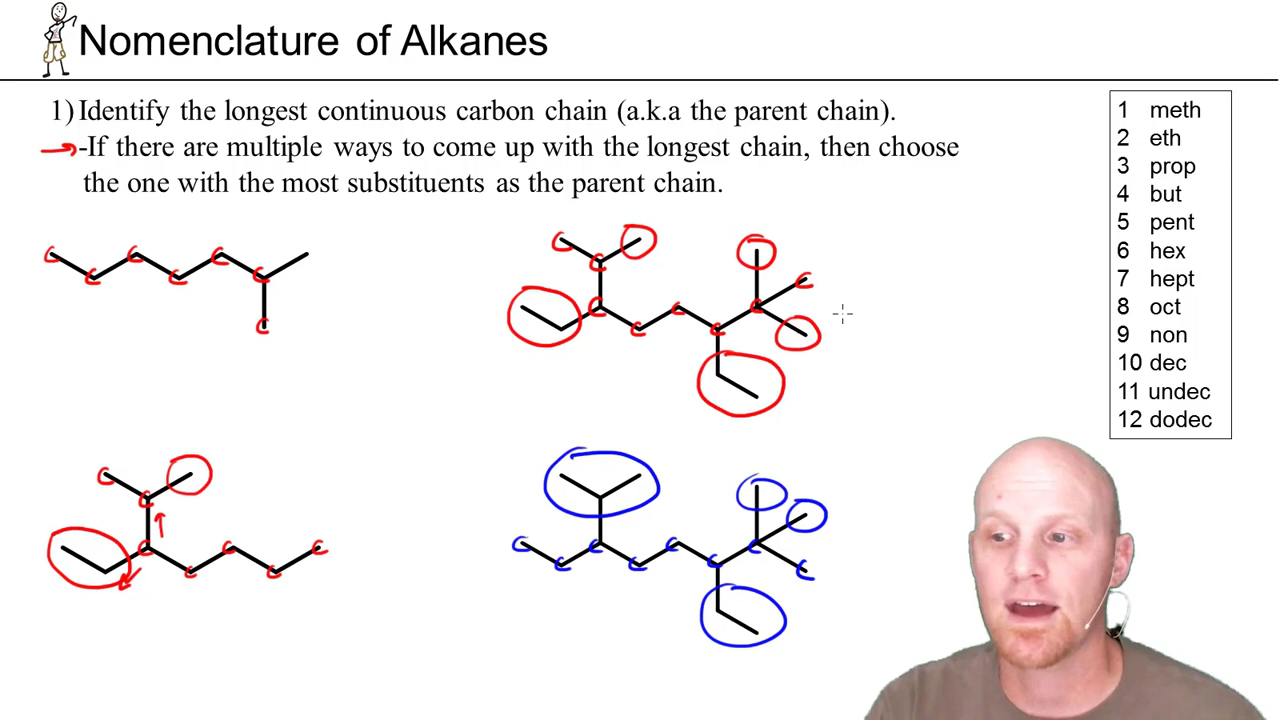 Nomenclature of Alkanes
1) Identify the longest continuous carbon chain (a.k.a the parent chain).
-If there are multiple ways to come up with the longest chain, then choose
the one with the most substituents as the parent chain.
C C C C C C C
C C C C C C C C
C C C C C C C
C C C C C C C C
1 meth
2 eth
3 prop
4 but
5 pent
6 hex
7 hept
8 oct
9 non
10 dec
11 undec
12 dodec